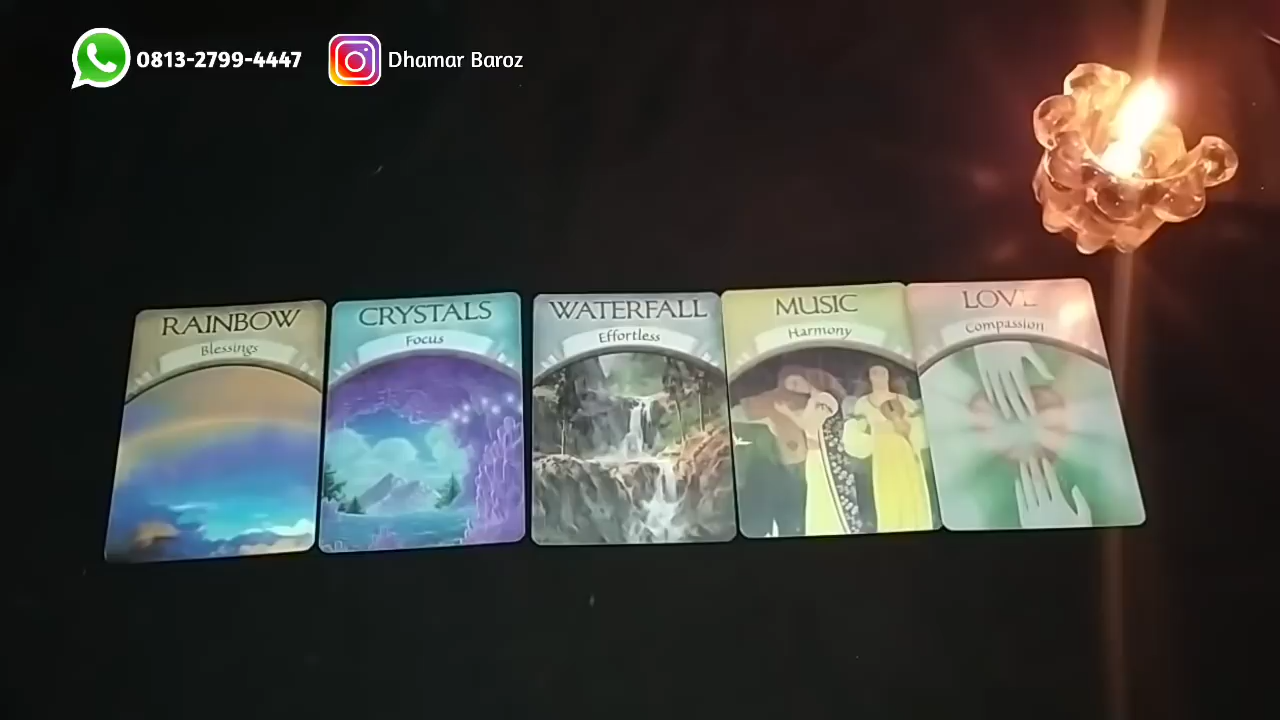 0813-2799-4447 Dhamar Baroz
RAINBOW
Blessings
CRYSTALS
Focus
WATERFALL
Effortless
MUSIC
Harmony
LOVE
Compassion